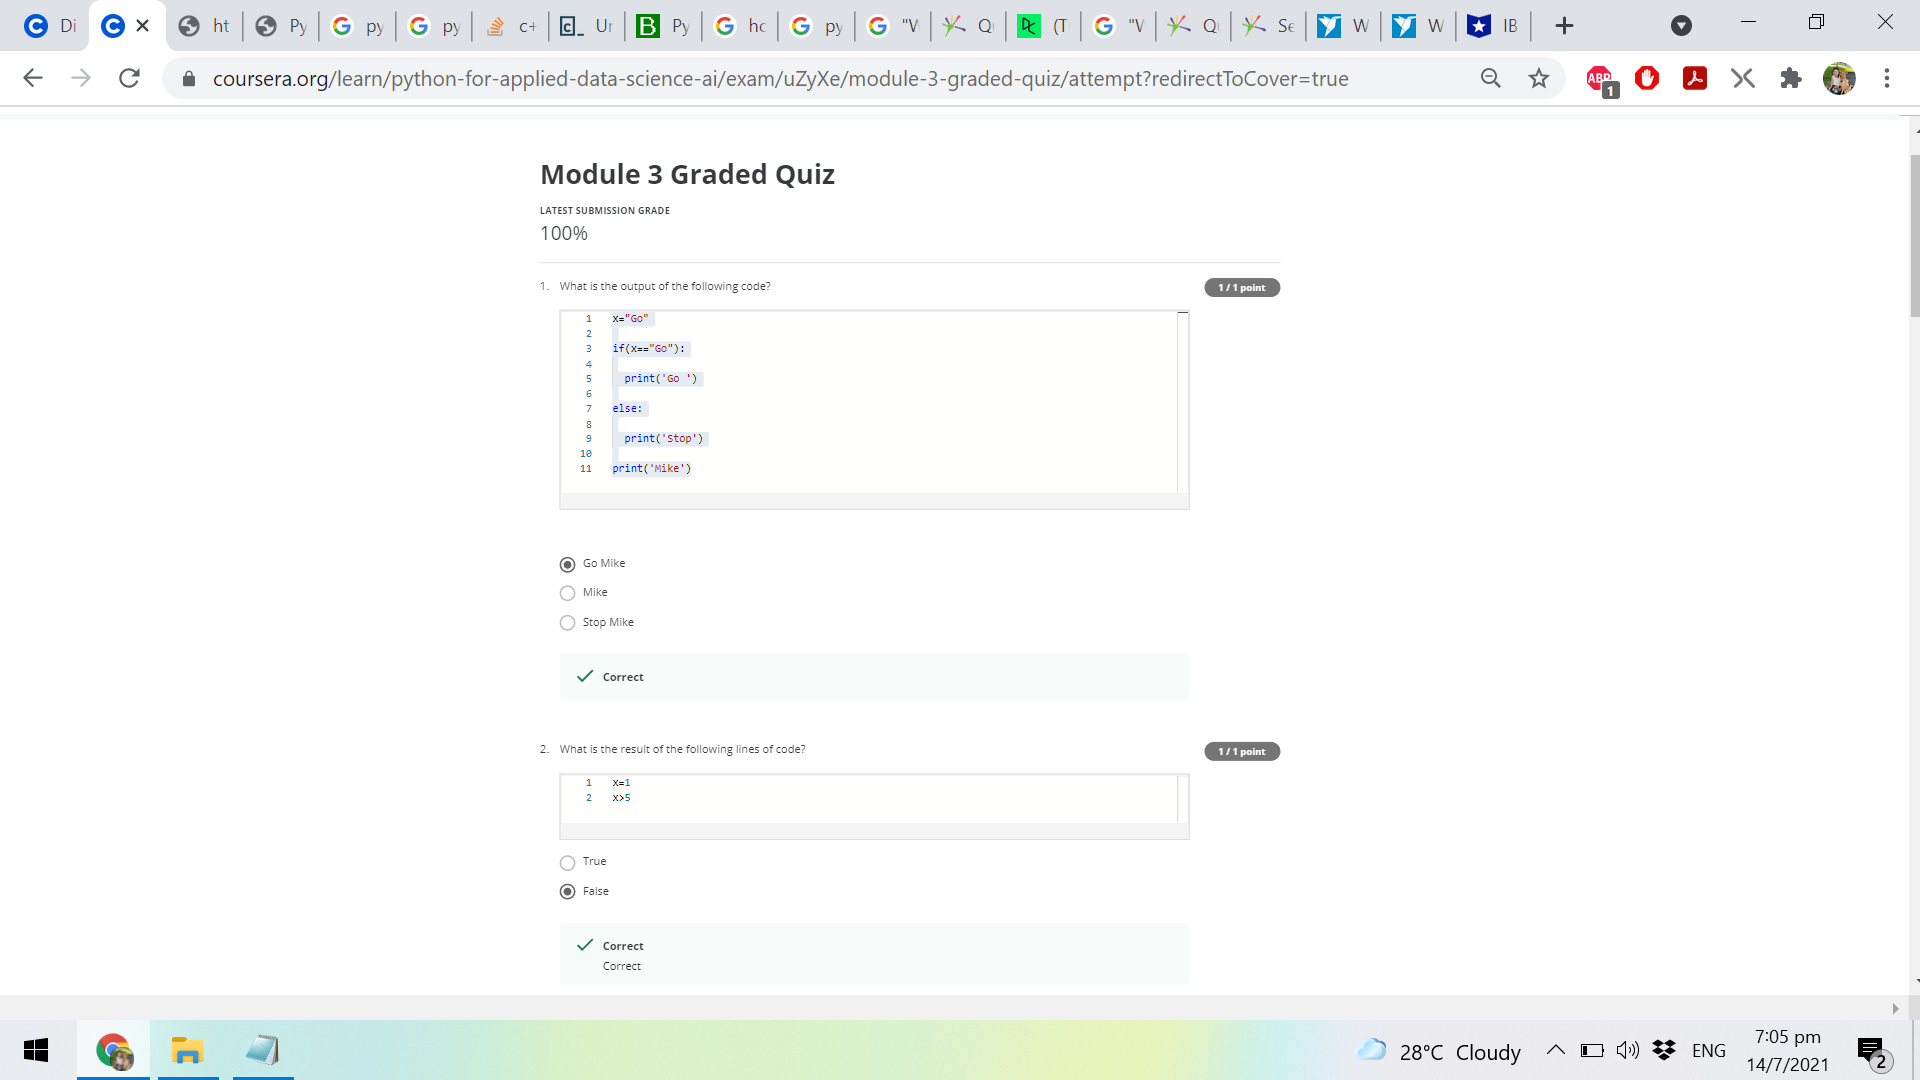 Di
ht
Py
py
py
c+
Ur
Py
hc
py
"W
Q
(T
"W
Q
Se
W
W
IB
coursera.org/learn/python-for-applied-data-science-ai/exam/uZyXe/module-3-graded-quiz/attempt?redirectToCover=true
ABP
1
Module 3 Graded Quiz
LATEST SUBMISSION GRADE
100%
1. What is the output of the following code?
1 / 1 point
1 x="Go"
2
3 if(x=="Go"):
4
5 print('Go ')
6
7 else:
8
9 print('Stop')
10
11 print('Mike')
Go Mike
Mike
Stop Mike
Correct
2. What is the result of the following lines of code?
1 / 1 point
1 x=1
2 x>5
True
False
Correct
Correct
28°C Cloudy
ENG
7:05 pm
14/7/2021
2